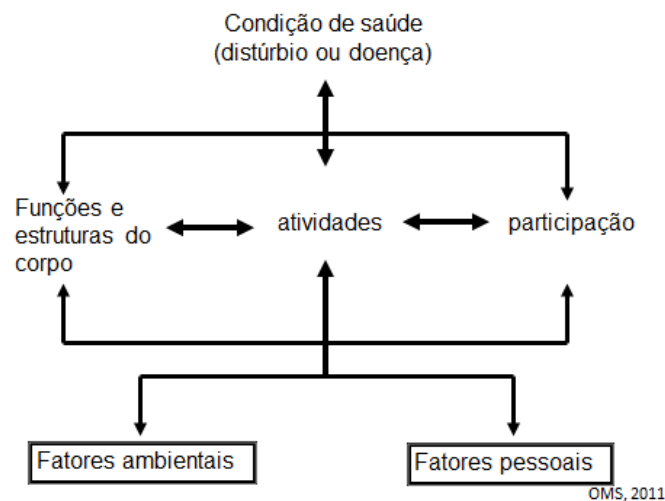 Condição de saúde
(distúrbio ou doença)
Funções e
estruturas do
corpo
atividades
participação
Fatores ambientais
Fatores pessoais
OMS, 2011